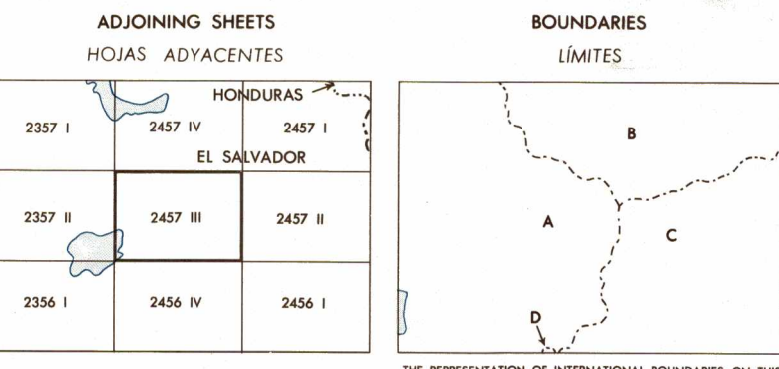 ADJOINING SHEETS
HOJAS ADYACENTES
HONDURAS
2357 I
2457 IV
2457 I
EL SALVADOR
2357 II
2457 III
2457 II
2356 I
2456 IV
2456 I
BOUNDARIES
LÍMITES
B
A
C
D
THE REPRESENTATION OF INTERNATIONAL BOUNDARIES ON THIS